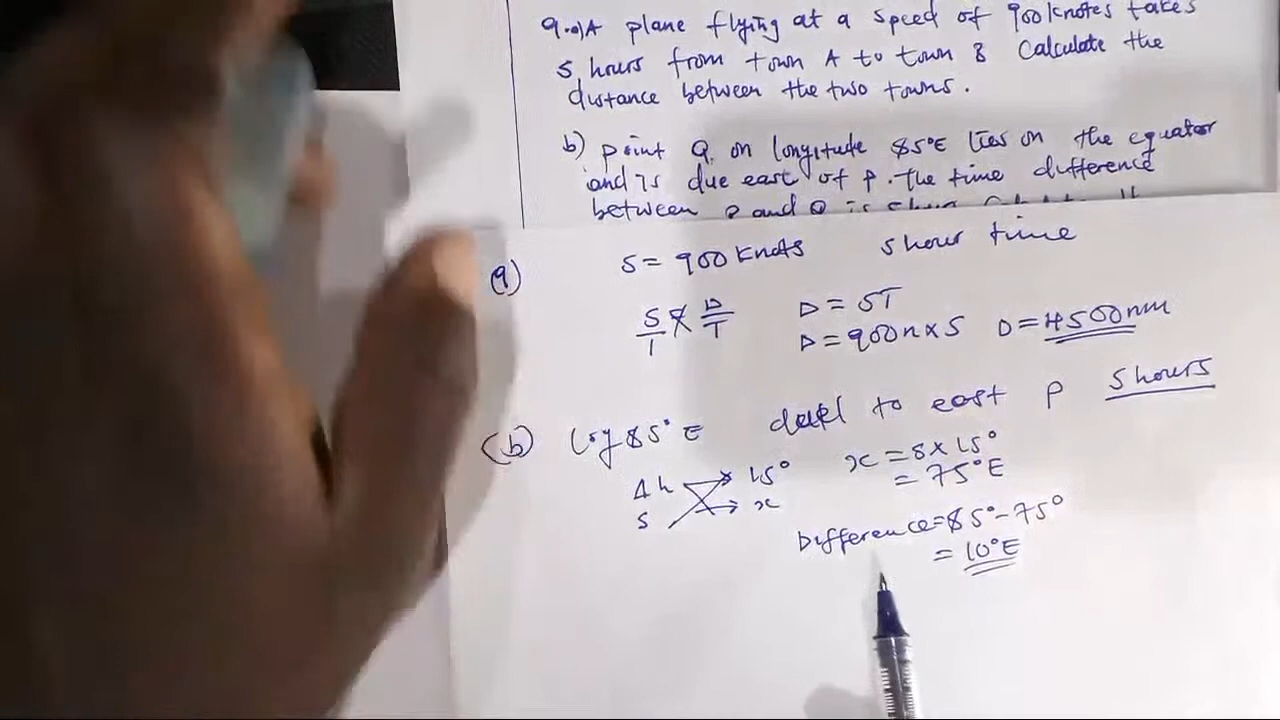 9.a)A plane flying at a speed of 900knotes takes
5 hours from town A to town B Calculate the
distance between the two towns.
b) point Q on longitude 85°E lies on the equator
and is due east of P. The time difference
between P and Q is
(a) S = 900 Knots 5 hour time
S/1 D/T D = ST
D = 900n x 5 D = 4500nm
(b) 85°E to east P 5 hours
15° x = 5 x 15°
5 x = 75°E
Difference = 85° - 75°
= 10°E